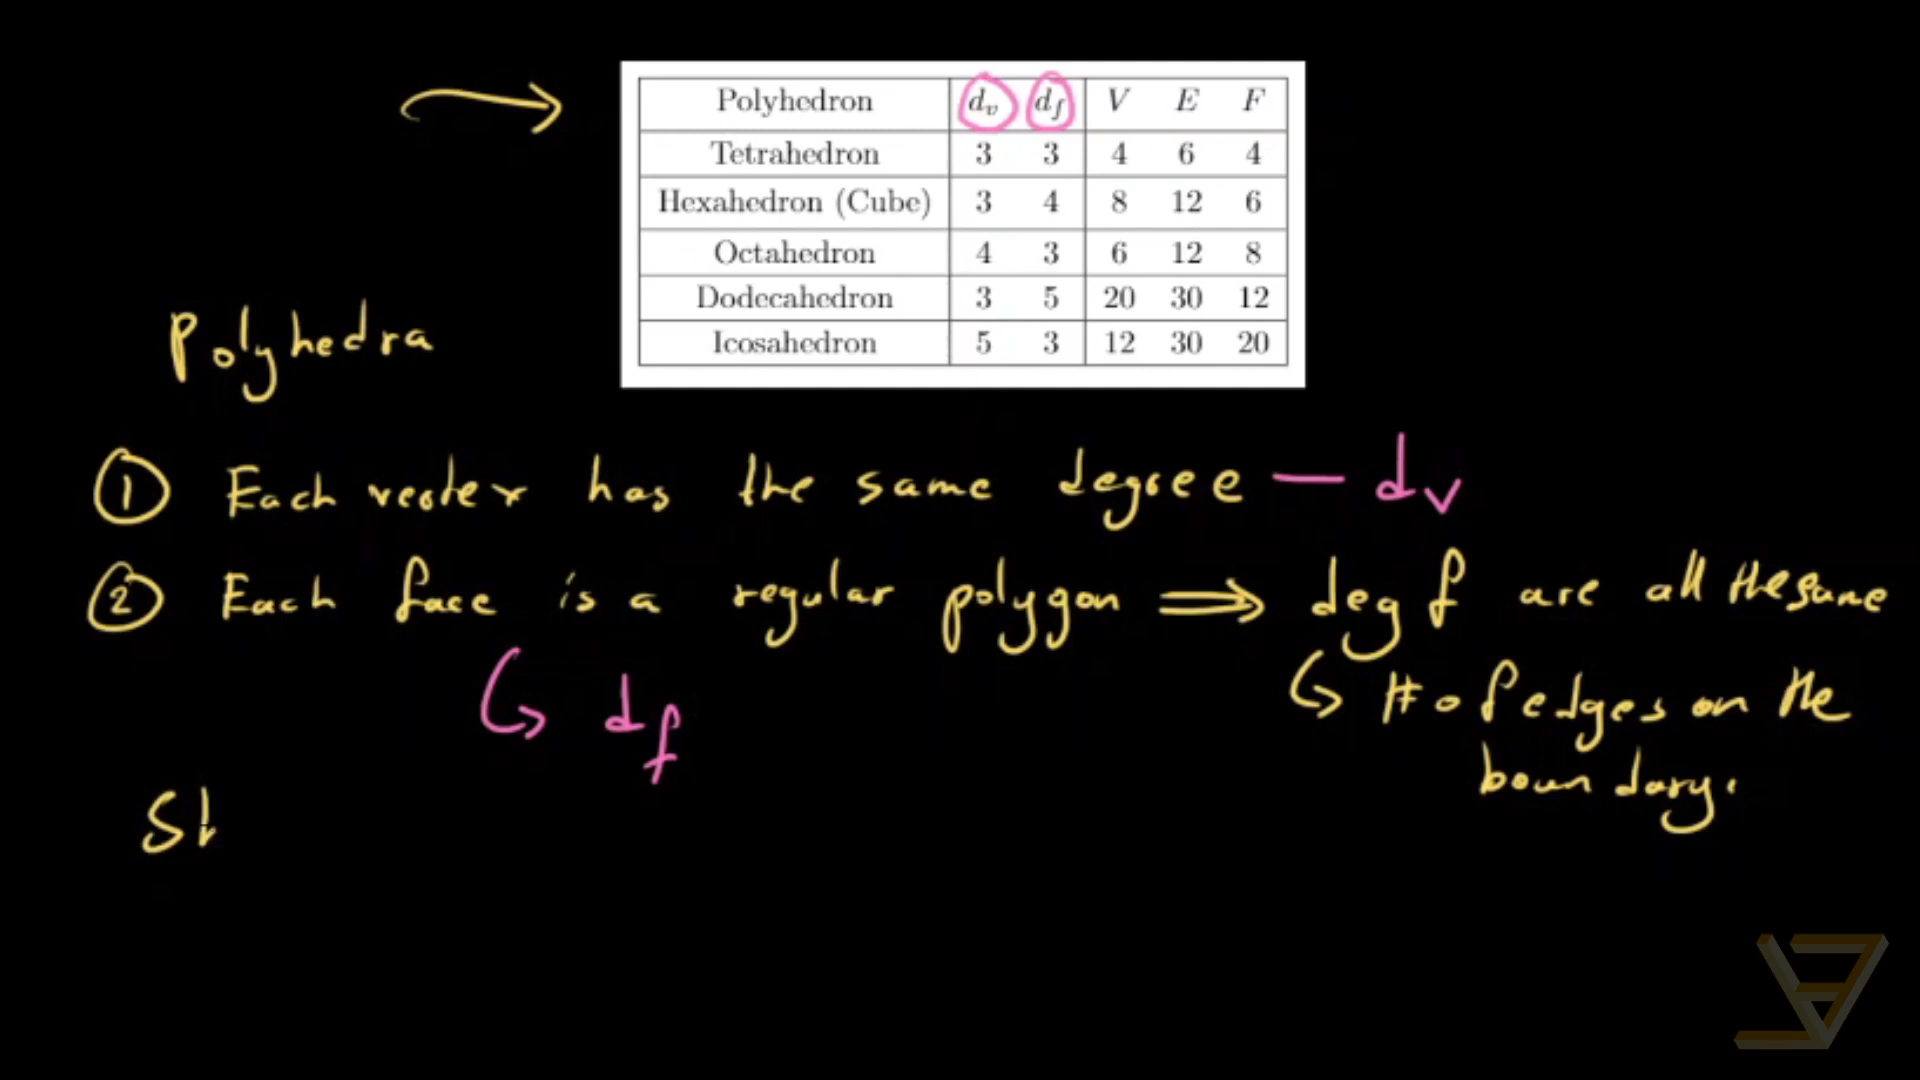 Polyhedron d_v d_f V E F
Tetrahedron 3 3 4 6 4
Hexahedron (Cube) 3 4 8 12 6
Octahedron 4 3 6 12 8
Dodecahedron 3 5 20 30 12
Icosahedron 5 3 12 30 20
Polyhedra
① Each vertex has the same degree — d_v
② Each face is a regular polygon ⟹ deg f are all the same
↳ d_f
↳ # of edges on the
boundary.